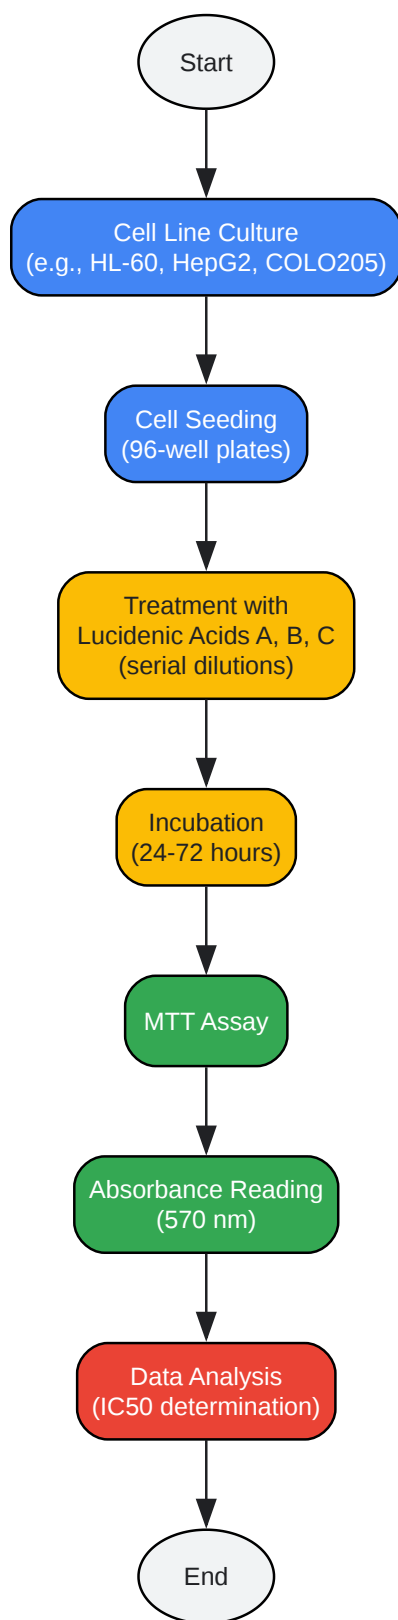 Start
Cell Line Culture
(e.g., HL-60, HepG2, COLO205)
Cell Seeding
(96-well plates)
Treatment with
Lucidenic Acids A, B, C
(serial dilutions)
Incubation
(24-72 hours)
MTT Assay
Absorbance Reading
(570 nm)
Data Analysis
(IC50 determination)
End